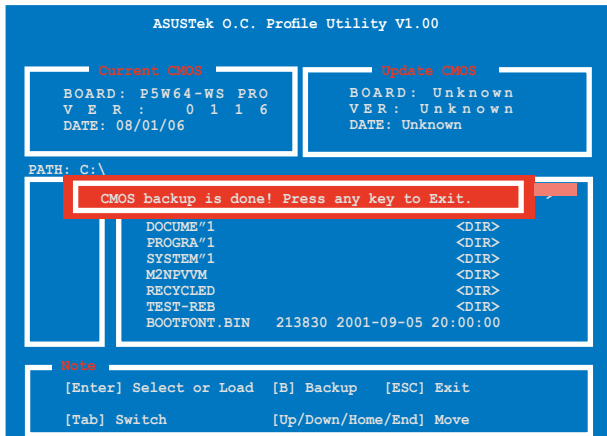 ASUSTek O.C. Profile Utility V1.00
Current CMOS
BOARD: P5W64-WS PRO
VER: 0116
DATE: 08/01/06
Update CMOS
BOARD: Unknown
VER: Unknown
DATE: Unknown
PATH: C:\
CMOS backup is done! Press any key to Exit.
DOCUME"1 <DIR>
PROGRA"1 <DIR>
SYSTEM"1 <DIR>
M2NPVVM <DIR>
RECYCLED <DIR>
TEST-REB <DIR>
BOOTFONT.BIN 213830 2001-09-05 20:00:00
Note
[Enter] Select or Load [B] Backup [ESC] Exit
[Tab] Switch [Up/Down/Home/End] Move